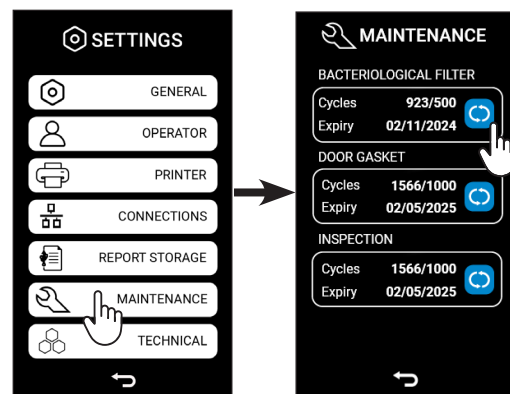 SETTINGS
GENERAL
OPERATOR
PRINTER
CONNECTIONS
REPORT STORAGE
MAINTENANCE
TECHNICAL
MAINTENANCE
BACTERIOLOGICAL FILTER
Cycles 923/500
Expiry 02/11/2024
DOOR GASKET
Cycles 1566/1000
Expiry 02/05/2025
INSPECTION
Cycles 1566/1000
Expiry 02/05/2025